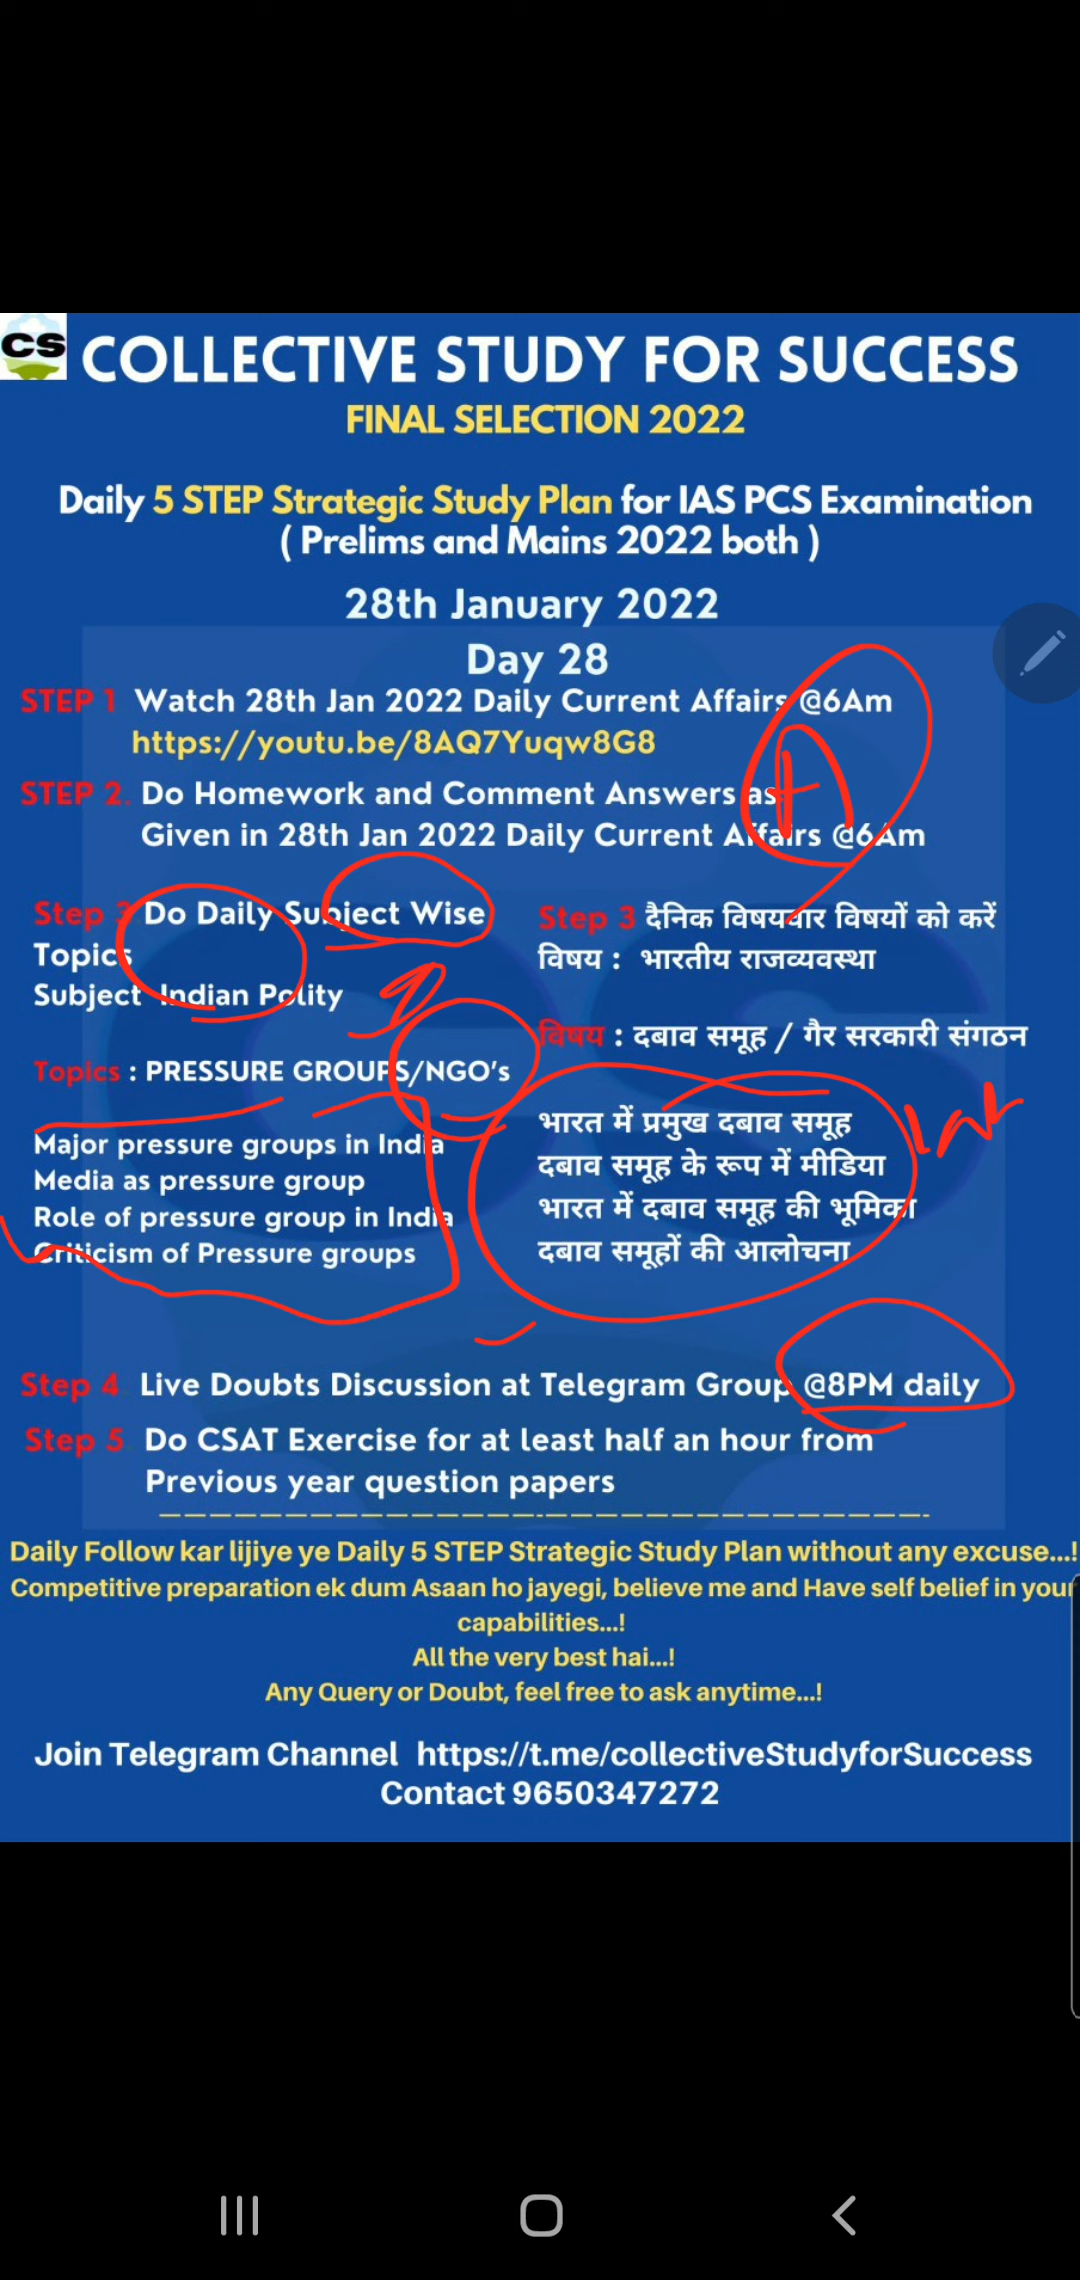 CS
COLLECTIVE STUDY FOR SUCCESS
FINAL SELECTION 2022
Daily 5 STEP Strategic Study Plan for IAS PCS Examination
( Prelims and Mains 2022 both )
28th January 2022
Day 28
STEP 1 Watch 28th Jan 2022 Daily Current Affairs @6Am
https://youtu.be/8AQ7Yuqw8G8
STEP 2. Do Homework and Comment Answers as
Given in 28th Jan 2022 Daily Current Affairs @6Am
Step 3 Do Daily Subject Wise
Topics
Subject Indian Polity
Topics : PRESSURE GROUPS/NGO's
Major pressure groups in India
Media as pressure group
Role of pressure group in India
Criticism of Pressure groups
Step 3 दैनिक विषयवार विषयों को करें
विषय : भारतीय राजव्यवस्था
विषय : दबाव समूह / गैर सरकारी संगठन
भारत में प्रमुख दबाव समूह
दबाव समूह के रूप में मीडिया
भारत में दबाव समूह की भूमिका
दबाव समूहों की आलोचना
Step 4 Live Doubts Discussion at Telegram Group @8PM daily
Step 5 Do CSAT Exercise for at least half an hour from
Previous year question papers
Daily Follow kar lijiye ye Daily 5 STEP Strategic Study Plan without any excuse...!
Competitive preparation ek dum Asaan ho jayegi, believe me and Have self belief in your
capabilities...!
All the very best hai...!
Any Query or Doubt, feel free to ask anytime...!
Join Telegram Channel https://t.me/collectiveStudyforSuccess
Contact 9650347272